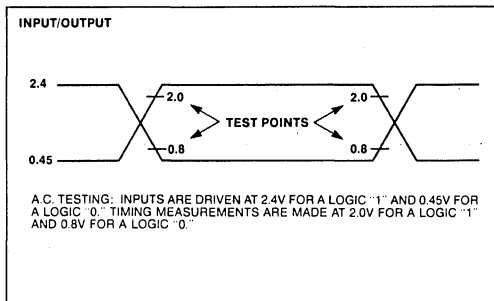 INPUT/OUTPUT
2.4
2.0
2.0
TEST POINTS
0.8
0.8
0.45
A.C. TESTING: INPUTS ARE DRIVEN AT 2.4V FOR A LOGIC "1" AND 0.45V FOR
A LOGIC "0." TIMING MEASUREMENTS ARE MADE AT 2.0V FOR A LOGIC "1"
AND 0.8V FOR A LOGIC "0."